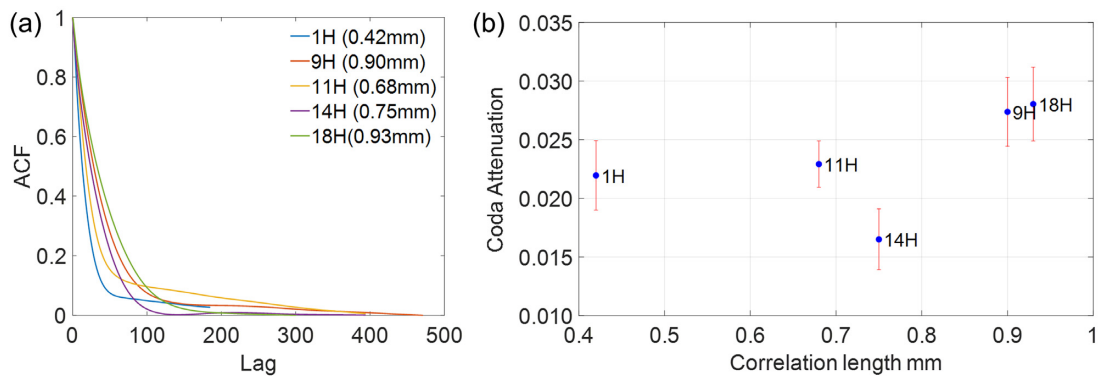 (a)
1
0.8
0.6
0.4
0.2
0
ACF
0 100 200 300 400 500
Lag
1H (0.42mm)
9H (0.90mm)
11H (0.68mm)
14H (0.75mm)
18H(0.93mm)
(b)
0.035
0.030
0.025
0.020
0.015
0.010
Coda Attenuation
1H
11H
14H
9H
18H
0.4 0.5 0.6 0.7 0.8 0.9 1
Correlation length mm